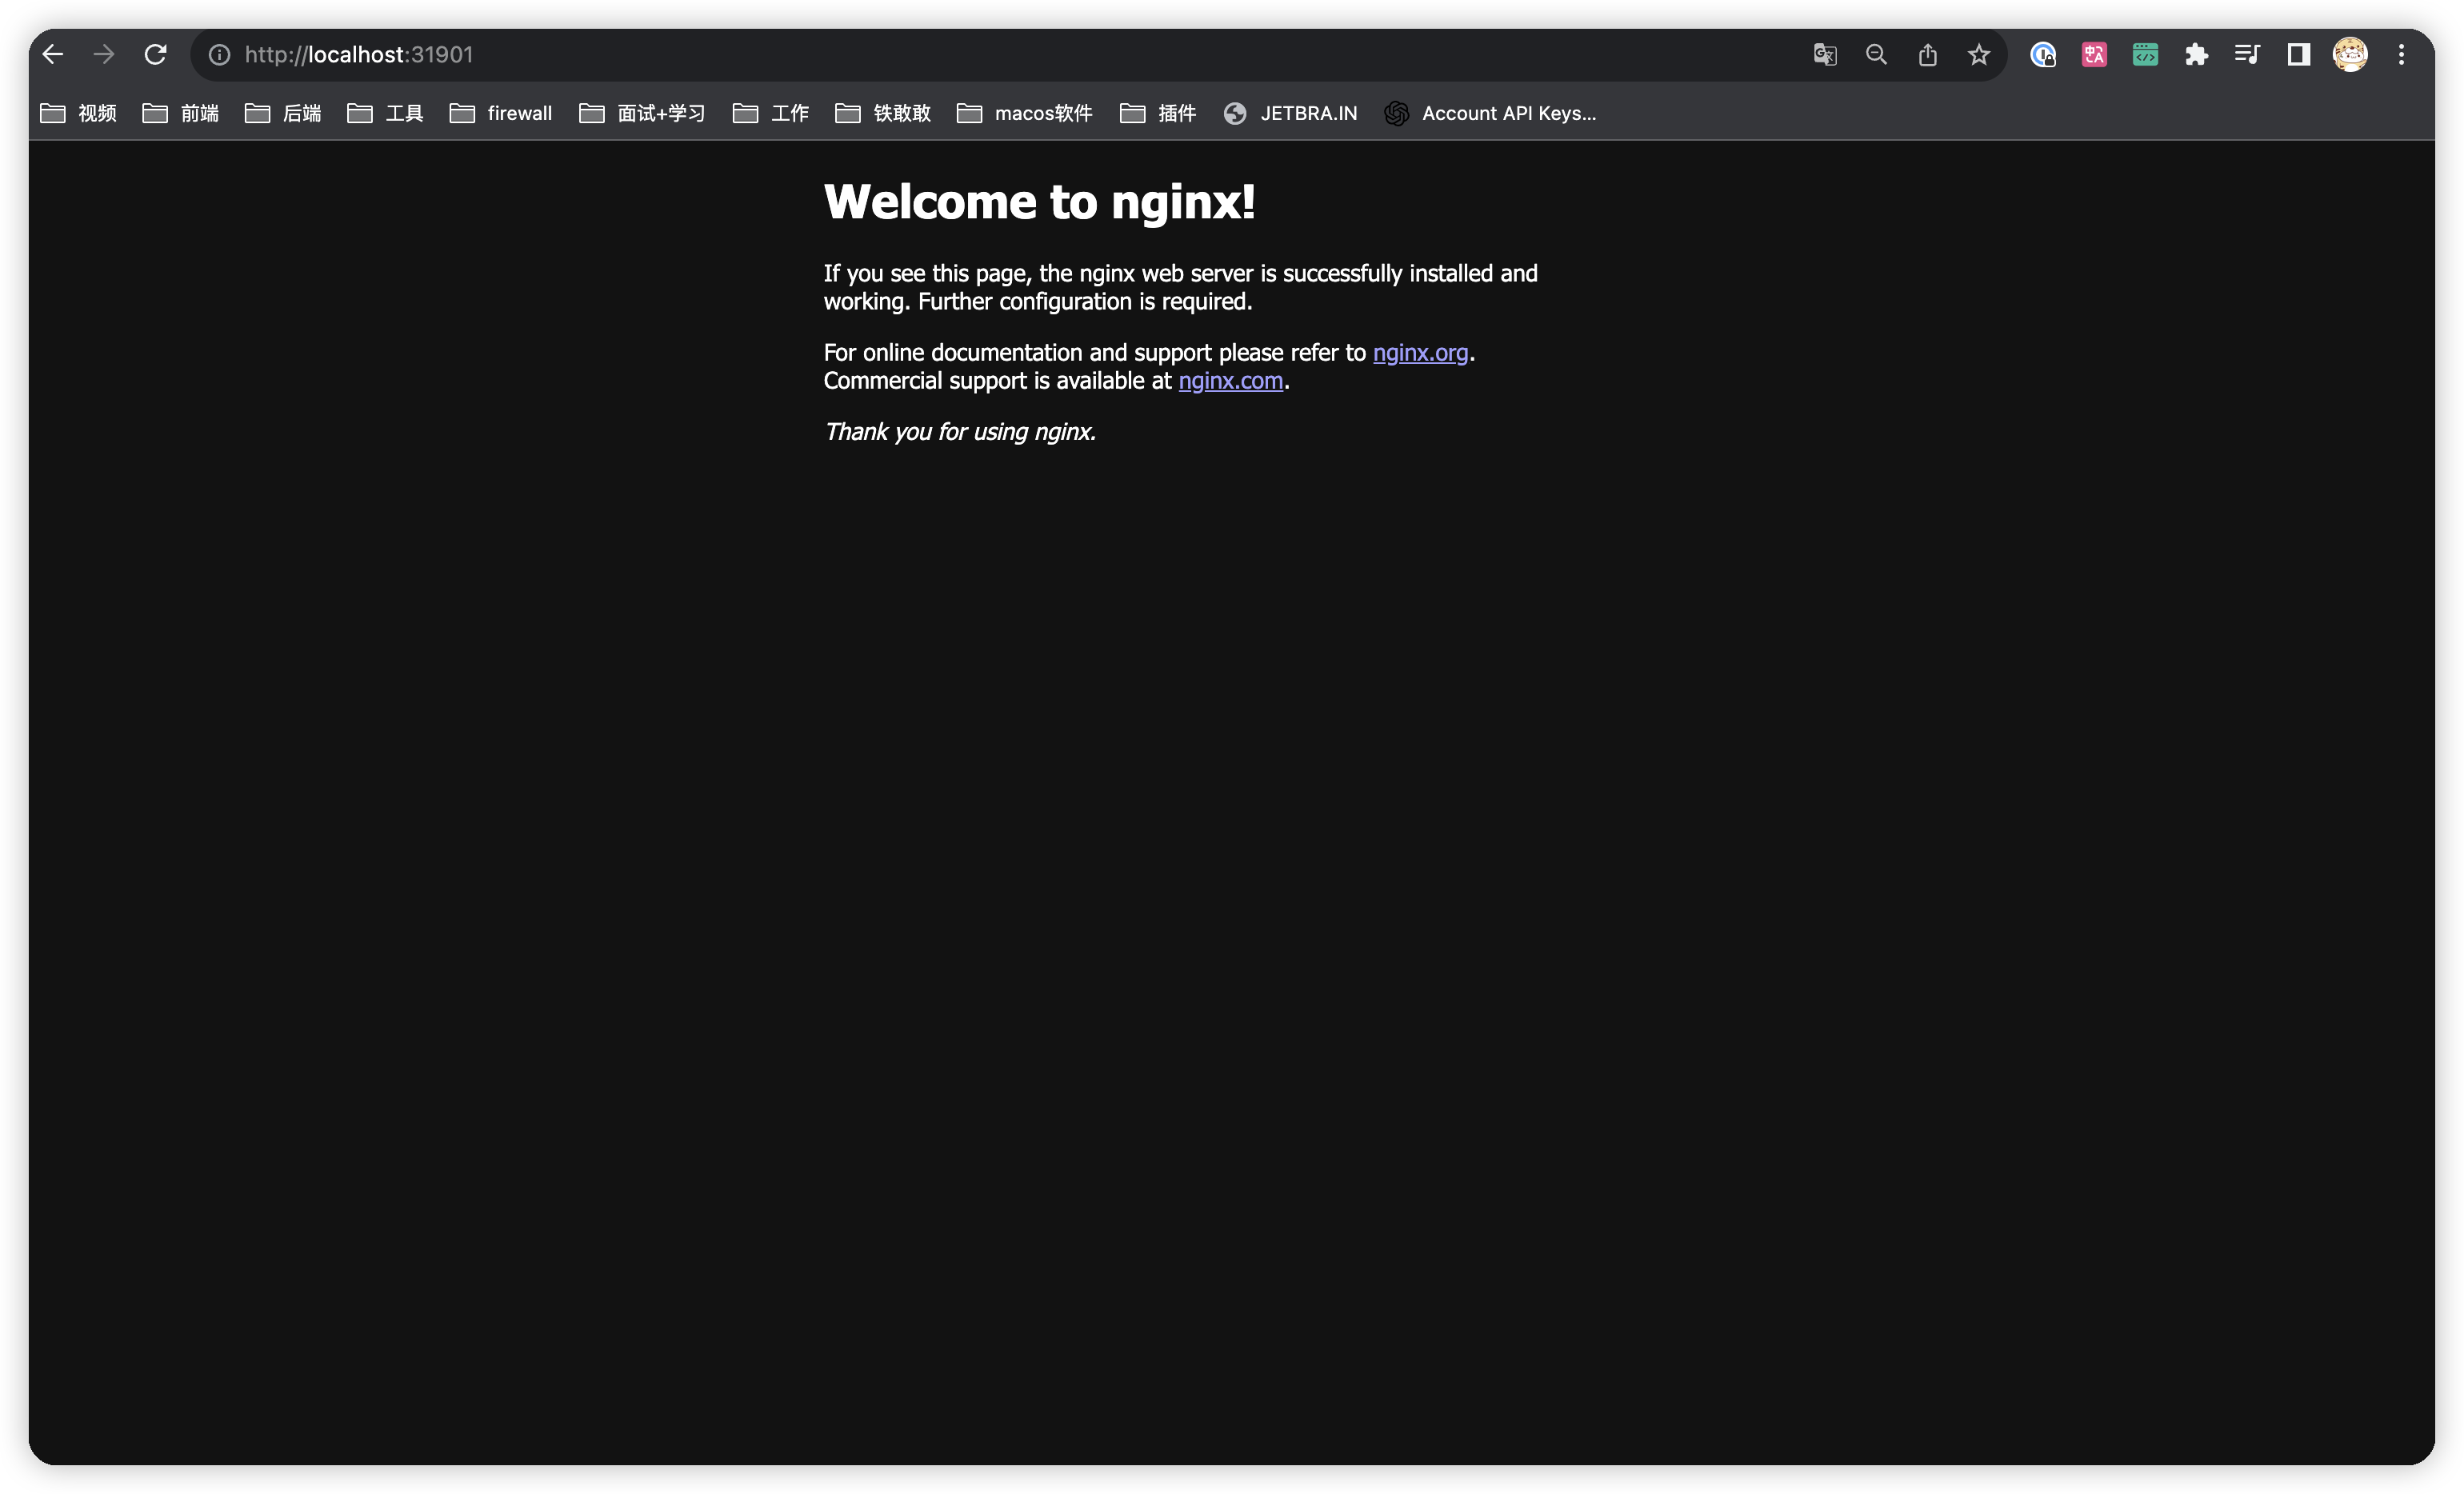 http://localhost:31901
视频 前端 后端 工具 firewall 面试+学习 工作 铁敢敢 macos软件 插件 JETBRA.IN Account API Keys...
Welcome to nginx!
If you see this page, the nginx web server is successfully installed and
working. Further configuration is required.
For online documentation and support please refer to nginx.org.
Commercial support is available at nginx.com.
Thank you for using nginx.